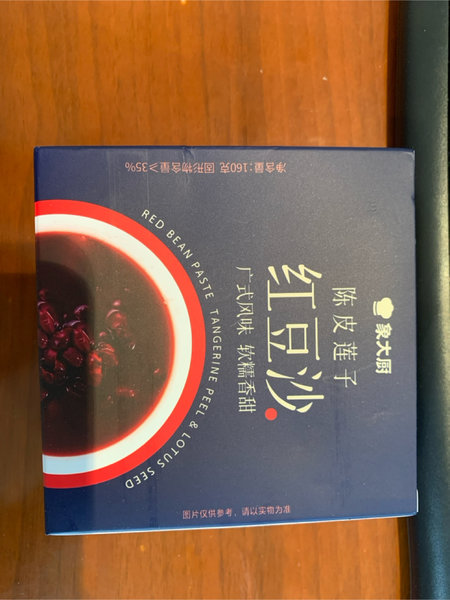 象大厨
陈皮莲子
红豆沙
广式风味 软糯香甜
RED BEAN PASTE TANGERINE PEEL & LOTUS SEED
净含量:160克 固形物含量≥35%
图片仅供参考，请以实物为准